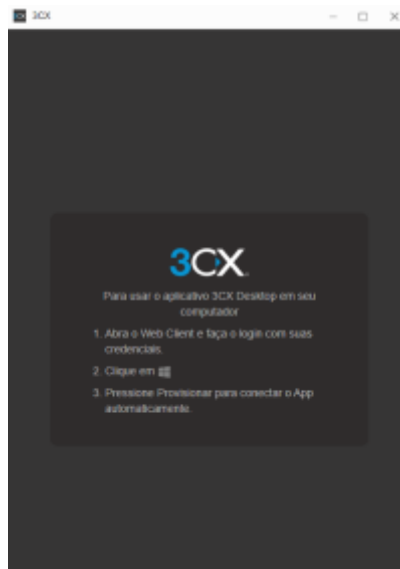 3CX
3CX
Para usar o aplicativo 3CX Desktop em seu
computador
1. Abra o Web Client e faça o login com suas
credenciais.
2. Clique em
3. Pressione Provisionar para conectar o App
automaticamente.